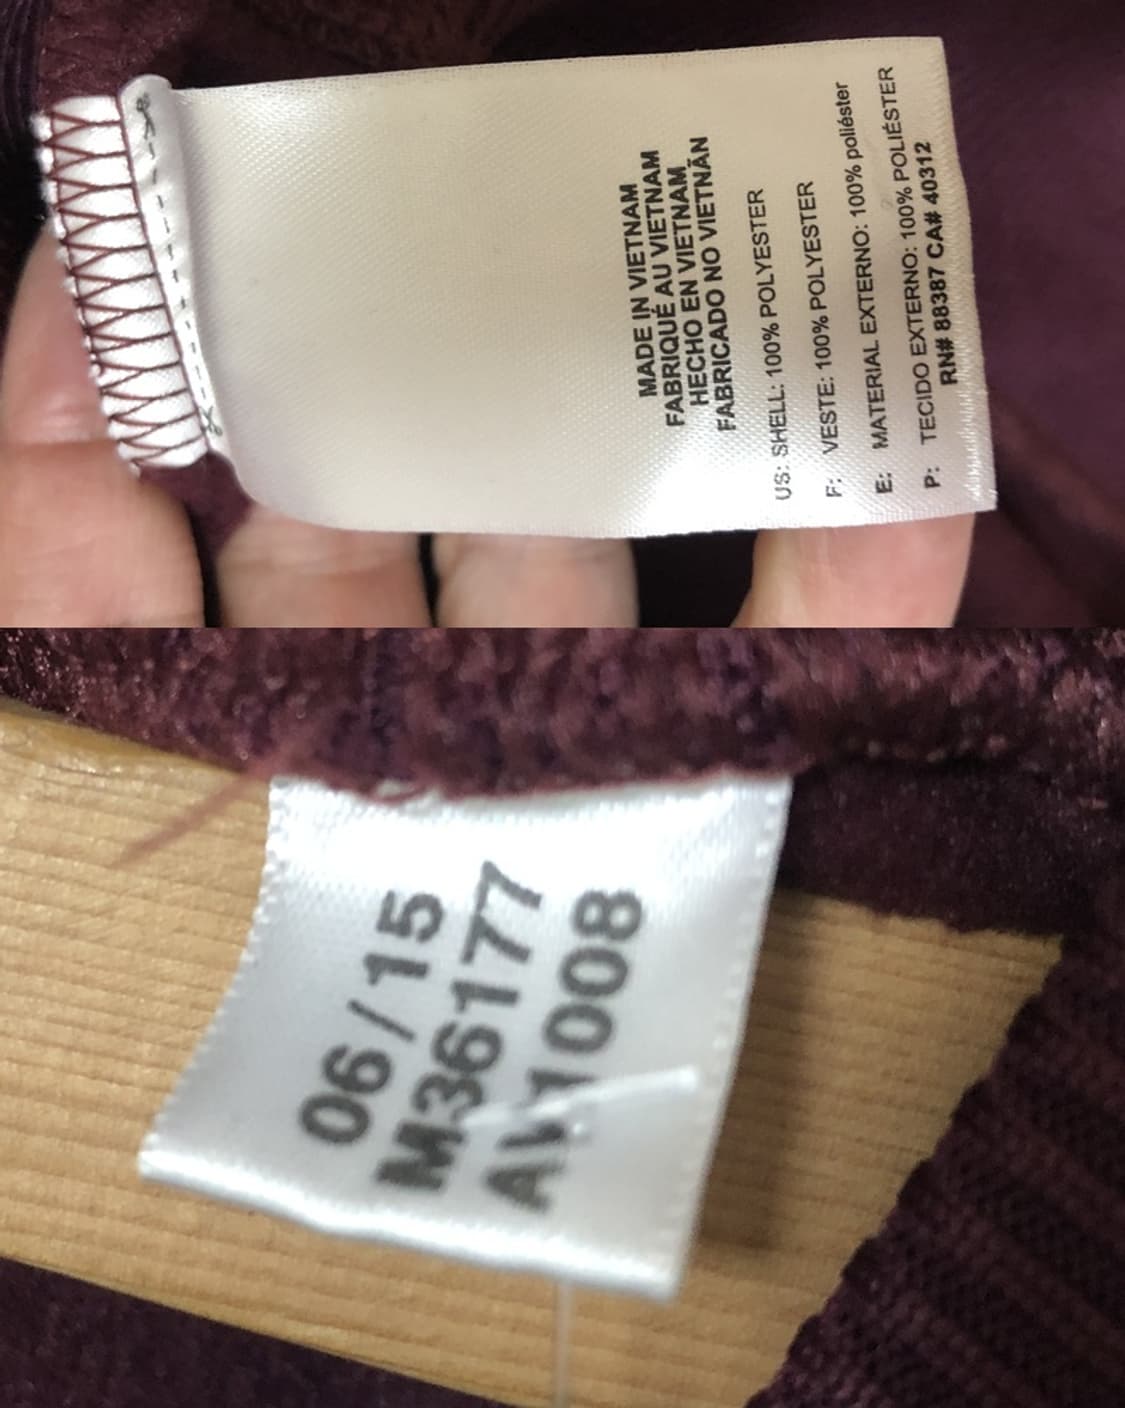 MADE IN VIETNAM
FABRIQUÉ AU VIETNAM
HECHO EN VIETNAM
FABRICADO NO VIETNÃN
US: SHELL: 100% POLYESTER
F: VESTE: 100% POLYESTER
E: MATERIAL EXTERNO: 100% poliéster
P: TECIDO EXTERNO: 100% POLIÉSTER
RN# 88387 CA# 40312
06/15
M36177